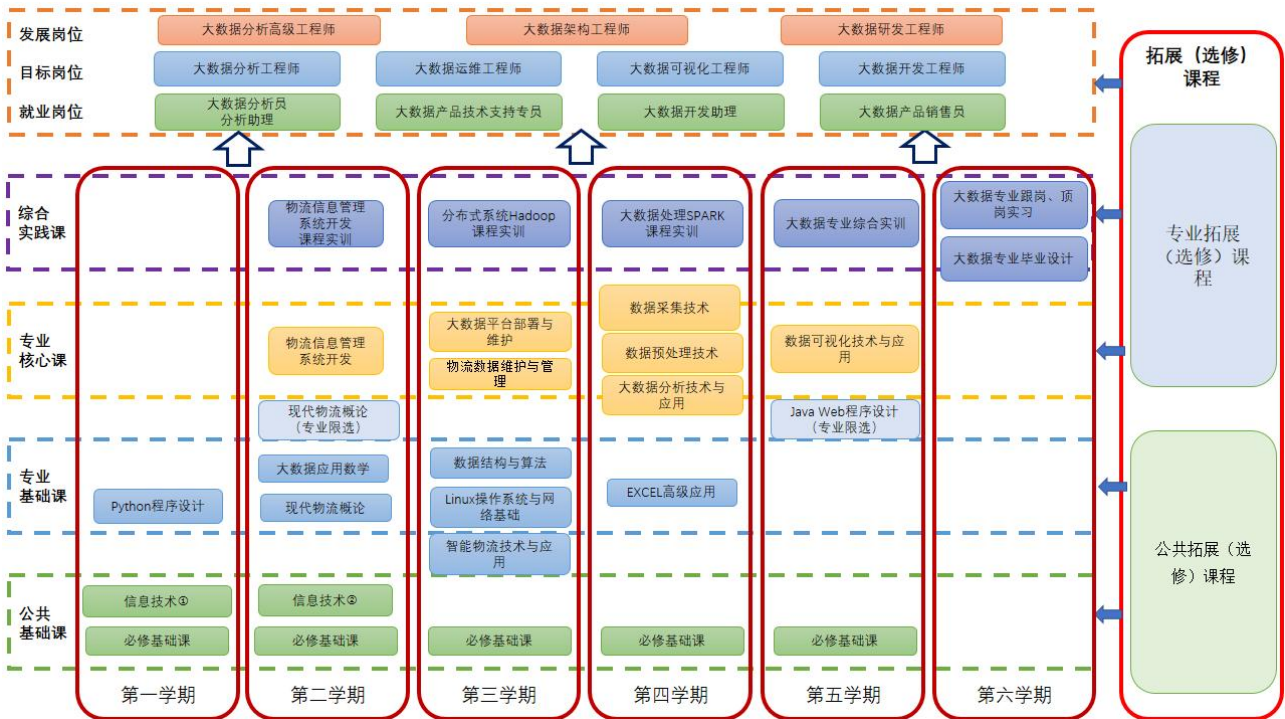 发展岗位
大数据分析高级工程师
大数据架构工程师
大数据研发工程师
目标岗位
大数据分析工程师
大数据运维工程师
大数据可视化工程师
大数据开发工程师
就业岗位
大数据分析员
分析助理
大数据产品技术支持专员
大数据开发助理
大数据产品销售员
拓展（选修）
课程
专业拓展
（选修）课
程
公共拓展（选
修）课程
综合
实践课
物流信息管理
系统开发
课程实训
分布式系统Hadoop
课程实训
大数据处理SPARK
课程实训
大数据专业综合实训
大数据专业跟岗、顶
岗实习
大数据专业毕业设计
专业
核心课
物流信息管理
系统开发
大数据平台部署与
维护
物流数据维护与管
理
数据采集技术
数据预处理技术
大数据分析技术与
应用
数据可视化技术与应
用
现代物流概论
（专业限选）
Java Web程序设计
（专业限选）
专业
基础课
Python程序设计
大数据应用数学
现代物流概论
数据结构与算法
Linux操作系统与网
络基础
智能物流技术与应
用
EXCEL高级应用
公共
基础课
信息技术①
信息技术②
必修基础课
必修基础课
必修基础课
必修基础课
必修基础课
第一学期
第二学期
第三学期
第四学期
第五学期
第六学期